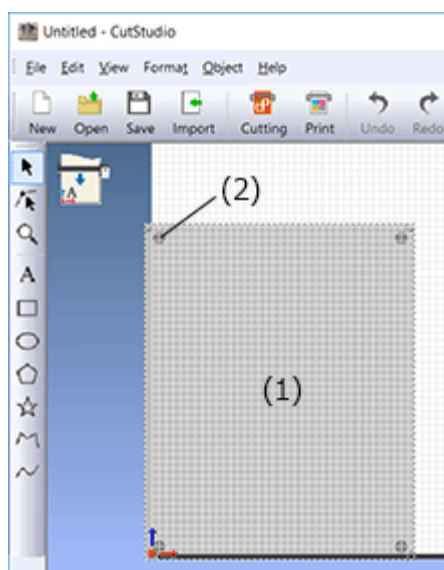 Untitled - CutStudio
File Edit View Format Object Help
New Open Save Import Cutting Print Undo Redo
A
A
(2)
(1)